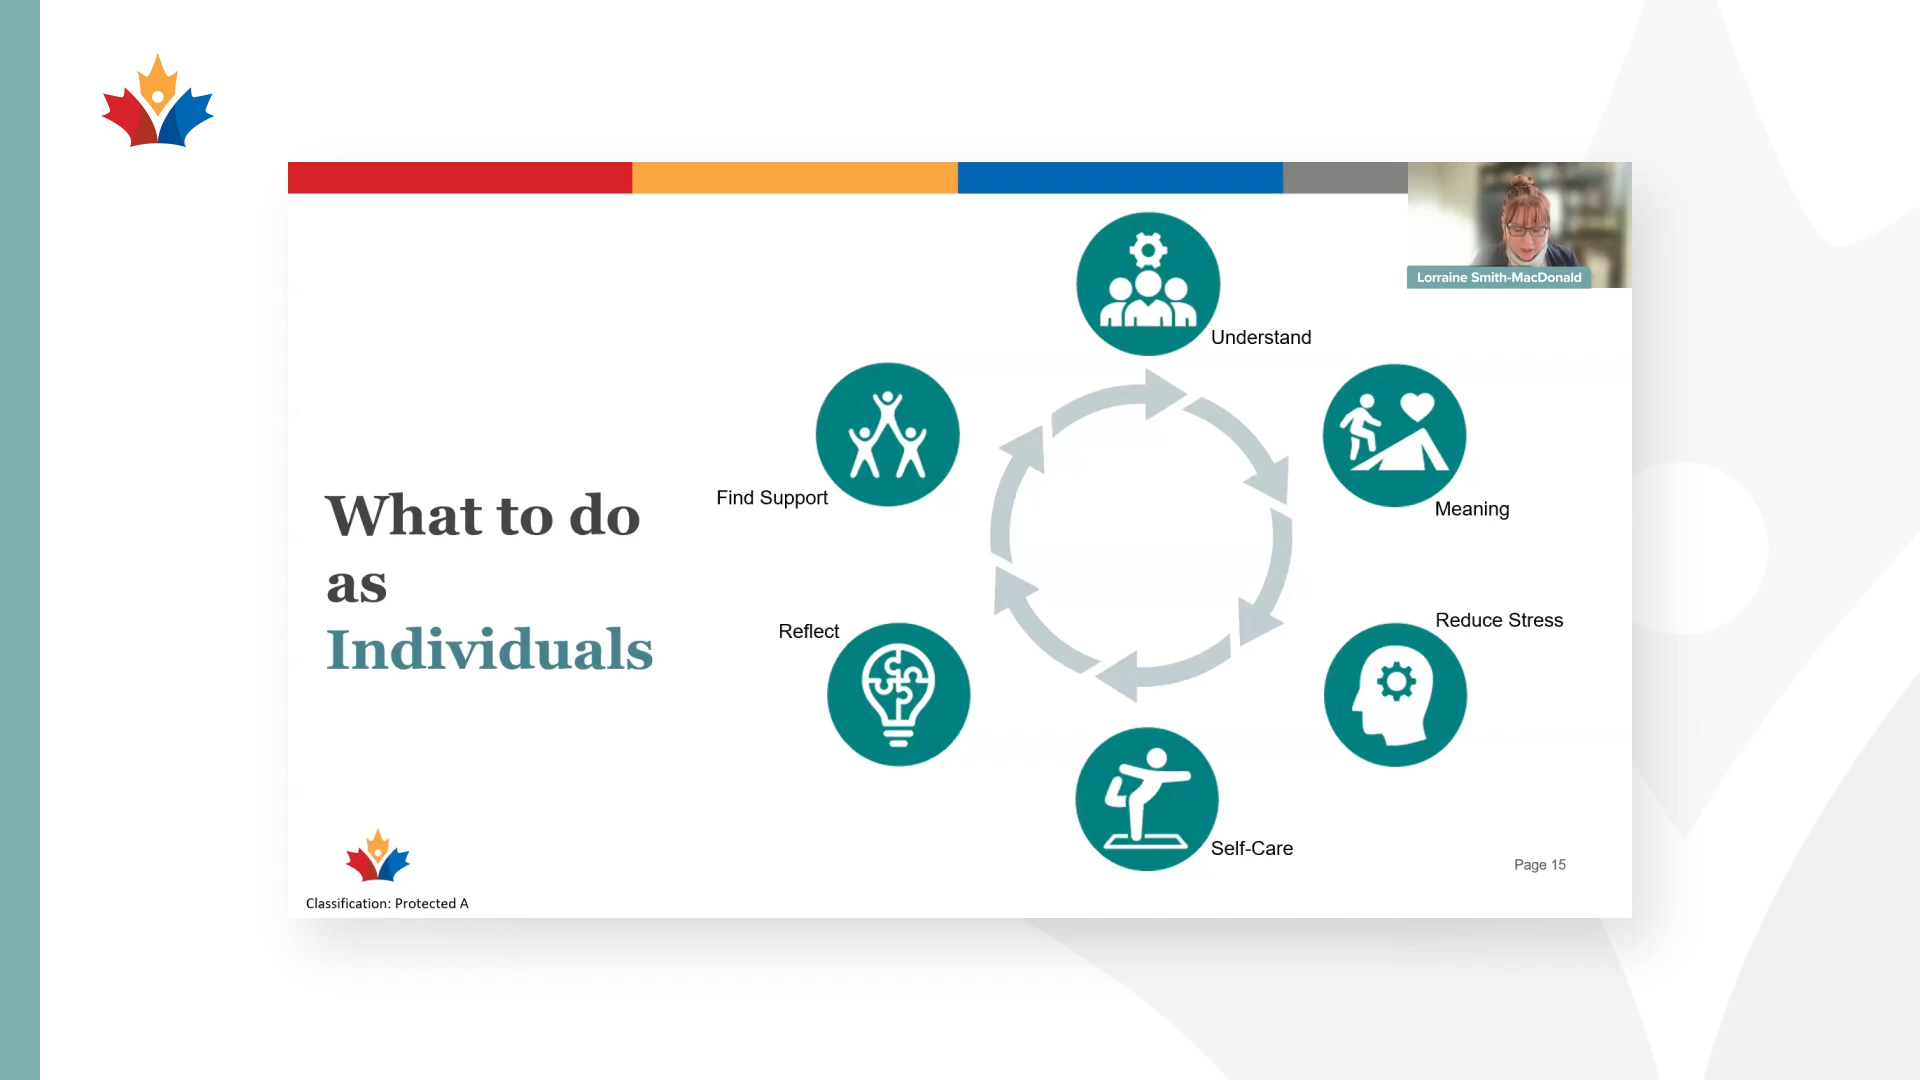 Lorraine Smith-MacDonald
Understand
Meaning
Find Support
What to do
as
Individuals
Reflect
Reduce Stress
Self-Care
Page 15
Classification: Protected A